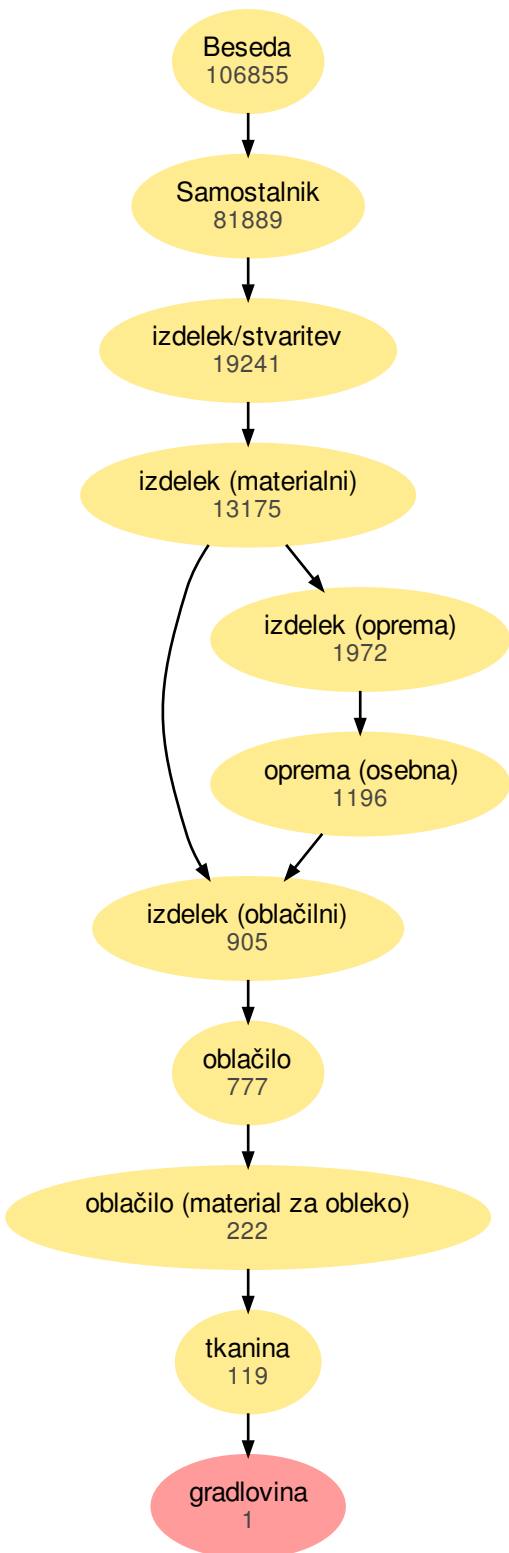 Beseda
106855
Samostalnik
81889
izdelek/stvaritev
19241
izdelek (materialni)
13175
izdelek (oprema)
1972
oprema (osebna)
1196
izdelek (oblačilni)
905
oblačilo
777
oblačilo (material za obleko)
222
tkanina
119
gradlovina
1